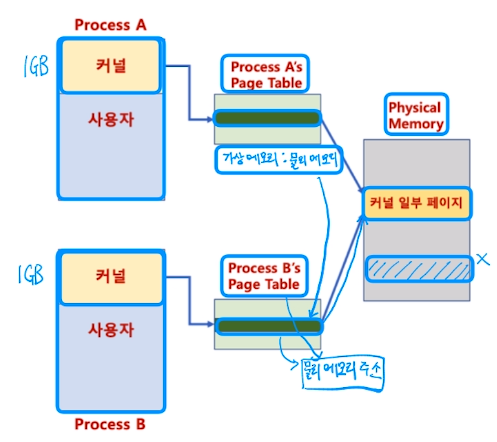 Process A
1GB
커널
사용자
Process A's
Page Table
가상메모리 : 물리메모리
Physical
Memory
커널 일부 페이지
X
Process B's
Page Table
1GB
커널
사용자
물리메모리 주소
Process B